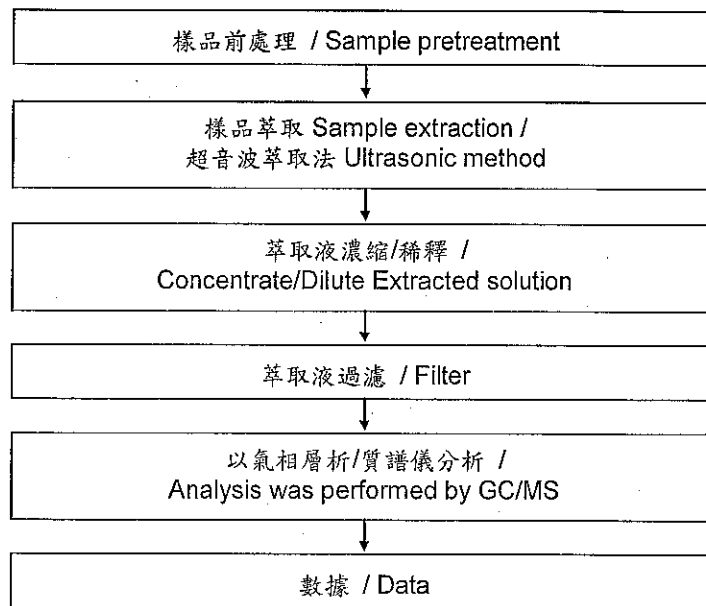 樣品前處理 / Sample pretreatment
樣品萃取 Sample extraction /
超音波萃取法 Ultrasonic method
萃取液濃縮/稀釋 /
Concentrate/Dilute Extracted solution
萃取液過濾 / Filter
以氣相層析/質譜儀分析 /
Analysis was performed by GC/MS
數據 / Data